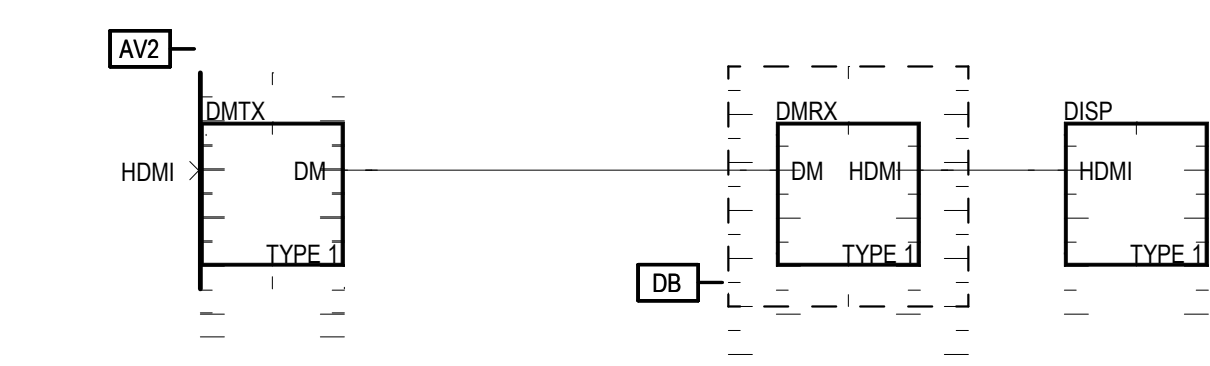 AV2
DMTX
DMRX
DISP
HDMI
DM
DM
HDMI
HDMI
TYPE 1
TYPE 1
TYPE 1
DB